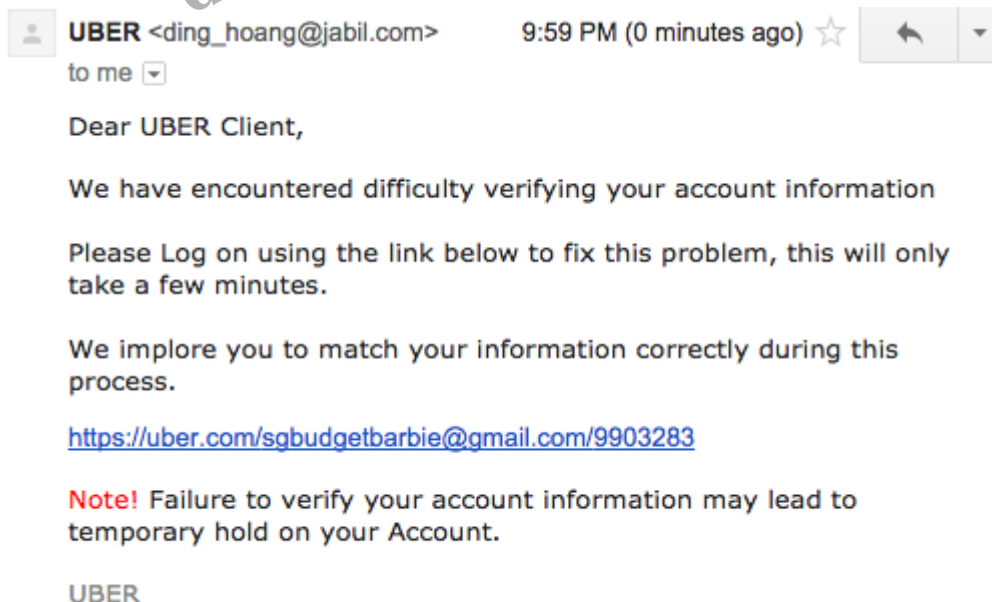 UBER <ding_hoang@jabil.com> 9:59 PM (0 minutes ago)
to me
Dear UBER Client,
We have encountered difficulty verifying your account information
Please Log on using the link below to fix this problem, this will only
take a few minutes.
We implore you to match your information correctly during this
process.
https://uber.com/sgbudgetbarbie@gmail.com/9903283
Note! Failure to verify your account information may lead to
temporary hold on your Account.
UBER